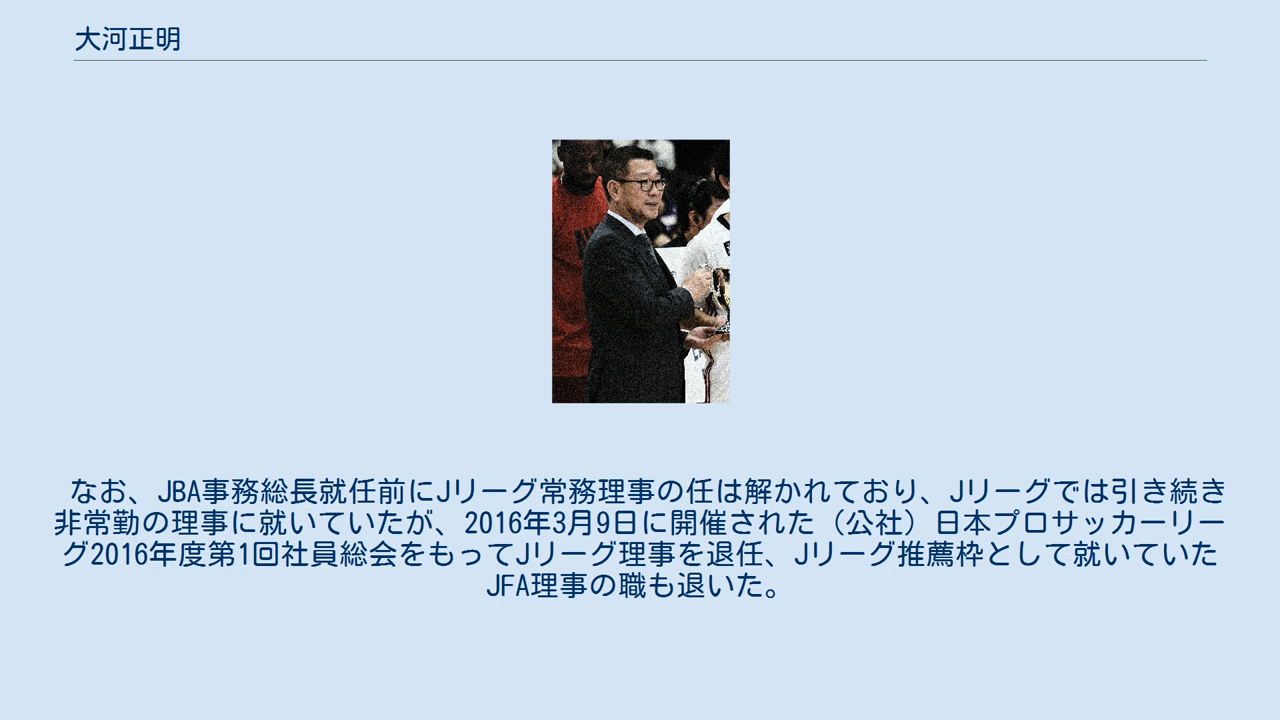 大河正明
なお、JBA事務総長就任前にJリーグ常務理事の任は解かれており、Jリーグでは引き続き
非常勤の理事に就いていたが、2016年3月9日に開催された（公社）日本プロサッカーリー
グ2016年度第1回社員総会をもってJリーグ理事を退任、Jリーグ推薦枠として就いていた
JFA理事の職も退いた。